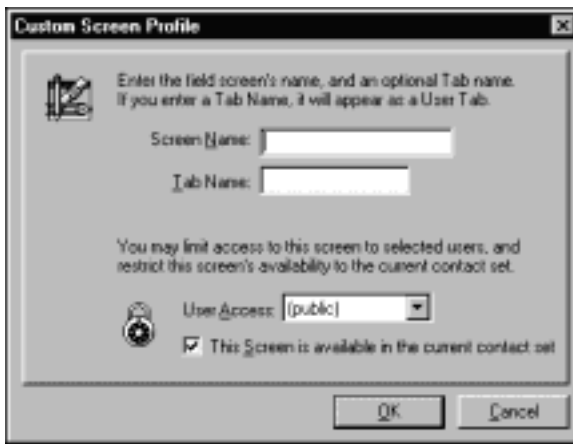 Custom Screen Profile
Enter the field screen's name, and an optional Tab name.
If you enter a Tab Name, it will appear as a User Tab.
Screen Name:
Tab Name:
You may limit access to this screen to selected users, and
restrict this screen's availability to the current contact set.
User Access: (public)
This Screen is available in the current contact set
OK Cancel